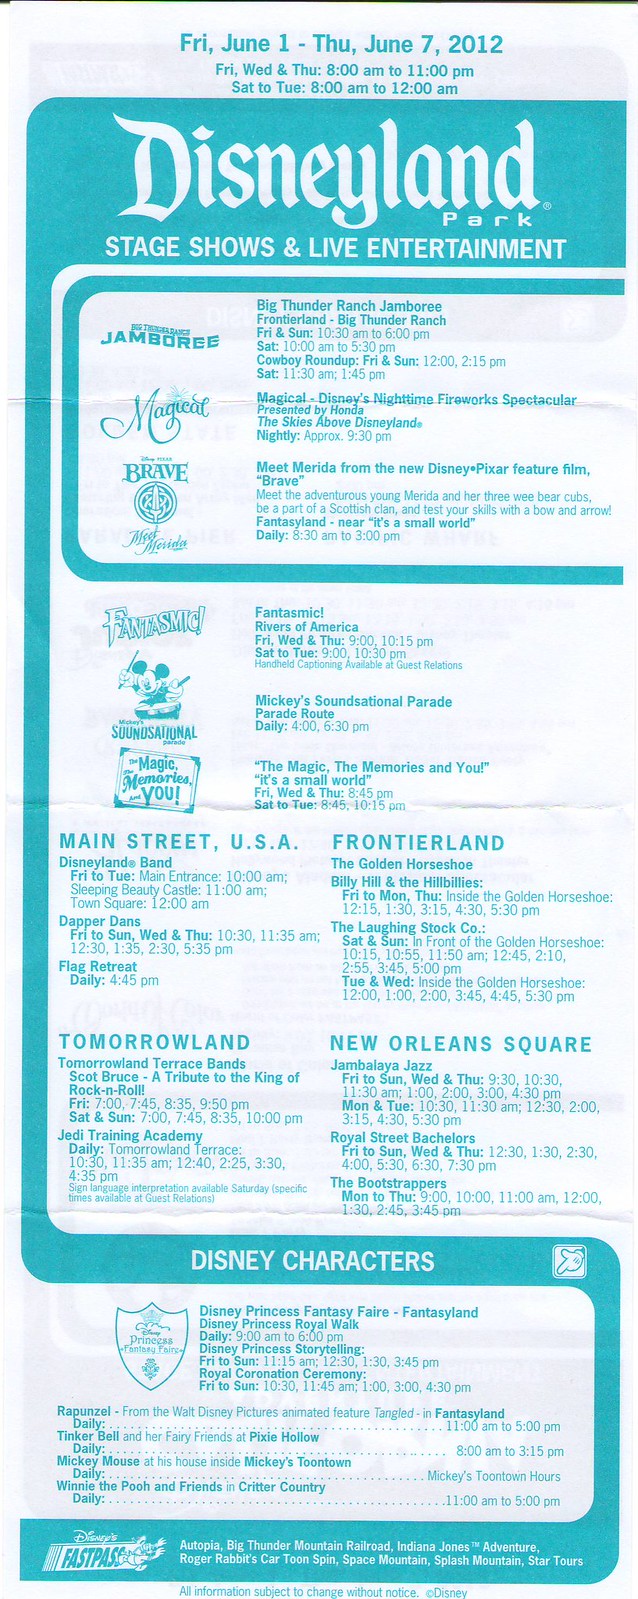 Fri, June 1 - Thu, June 7, 2012
Fri, Wed & Thu: 8:00 am to 11:00 pm
Sat to Tue: 8:00 am to 12:00 am
Disneyland®
Park
STAGE SHOWS & LIVE ENTERTAINMENT
BIG THUNDER RANCH
JAMBOREE
Big Thunder Ranch Jamboree
Frontierland - Big Thunder Ranch
Fri & Sun: 10:30 am to 6:00 pm
Sat: 10:00 am to 5:30 pm
Cowboy Roundup: Fri & Sun: 12:00, 2:15 pm
Sat: 11:30 am; 1:45 pm
Magical
Magical - Disney's Nighttime Fireworks Spectacular
Presented by Honda
The Skies Above Disneyland®
Nightly: Approx. 9:30 pm
Disney PIXAR
BRAVE
Meet
Merida
Meet Merida from the new Disney•Pixar feature film,
“Brave”
Meet the adventurous young Merida and her three wee bear cubs,
be a part of a Scottish clan, and test your skills with a bow and arrow!
Fantasyland - near “it's a small world”
Daily: 8:30 am to 3:00 pm
FANTASMIC!
Fantasmic!
Rivers of America
Fri, Wed & Thu: 9:00, 10:15 pm
Sat to Tue: 9:00, 10:30 pm
Handheld Captioning Available at Guest Relations
Mickey's
SOUNDSATIONAL
parade
Mickey's Soundsational Parade
Parade Route
Daily: 4:00, 6:30 pm
The Magic,
The Memories,
and YOU!
“The Magic, The Memories and You!”
“it's a small world”
Fri, Wed & Thu: 8:45 pm
Sat to Tue: 8:45, 10:15 pm
MAIN STREET, U.S.A.
Disneyland® Band
Fri to Tue: Main Entrance: 10:00 am;
Sleeping Beauty Castle: 11:00 am;
Town Square: 12:00 am
Dapper Dans
Fri to Sun, Wed & Thu: 10:30, 11:35 am;
12:30, 1:35, 2:30, 5:35 pm
Flag Retreat
Daily: 4:45 pm
FRONTIERLAND
The Golden Horseshoe
Billy Hill & the Hillbillies:
Fri to Mon, Thu: Inside the Golden Horseshoe:
12:15, 1:30, 3:15, 4:30, 5:30 pm
The Laughing Stock Co.:
Sat & Sun: In Front of the Golden Horseshoe:
10:15, 10:55, 11:50 am; 12:45, 2:10,
2:55, 3:45, 5:00 pm
Tue & Wed: Inside the Golden Horseshoe:
12:00, 1:00, 2:00, 3:45, 4:45, 5:30 pm
TOMORROWLAND
Tomorrowland Terrace Bands
Scot Bruce - A Tribute to the King of
Rock-n-Roll!
Fri: 7:00, 7:45, 8:35, 9:50 pm
Sat & Sun: 7:00, 7:45, 8:35, 10:00 pm
Jedi Training Academy
Daily: Tomorrowland Terrace:
10:30, 11:35 am; 12:40, 2:25, 3:30,
4:35 pm
Sign language interpretation available Saturday (specific
times available at Guest Relations)
NEW ORLEANS SQUARE
Jambalaya Jazz
Fri to Sun, Wed & Thu: 9:30, 10:30,
11:30 am; 1:00, 2:00, 3:00, 4:30 pm
Mon & Tue: 10:30, 11:30 am; 12:30, 2:00,
3:15, 4:30, 5:30 pm
Royal Street Bachelors
Fri to Sun, Wed & Thu: 12:30, 1:30, 2:30,
4:00, 5:30, 6:30, 7:30 pm
The Bootstrappers
Mon to Thu: 9:00, 10:00, 11:00 am, 12:00,
1:30, 2:45, 3:45 pm
DISNEY CHARACTERS
Disney
Princess
Fantasy Faire
Disney Princess Fantasy Faire - Fantasyland
Disney Princess Royal Walk
Daily: 9:00 am to 6:00 pm
Disney Princess Storytelling:
Fri to Sun: 11:15 am; 12:30, 1:30, 3:45 pm
Royal Coronation Ceremony:
Fri to Sun: 10:30, 11:45 am; 1:00, 3:00, 4:30 pm
Rapunzel - From the Walt Disney Pictures animated feature Tangled - in Fantasyland
Daily: . . . . . . . . . . 11:00 am to 5:00 pm
Tinker Bell and her Fairy Friends at Pixie Hollow
Daily: . . . . . . . . . . 8:00 am to 3:15 pm
Mickey Mouse at his house inside Mickey's Toontown
Daily: . . . . . . . . . . Mickey's Toontown Hours
Winnie the Pooh and Friends in Critter Country
Daily: . . . . . . . . . . 11:00 am to 5:00 pm
DISNEY'S
FASTPASS
Autopia, Big Thunder Mountain Railroad, Indiana Jones™ Adventure,
Roger Rabbit's Car Toon Spin, Space Mountain, Splash Mountain, Star Tours
All information subject to change without notice. ©Disney